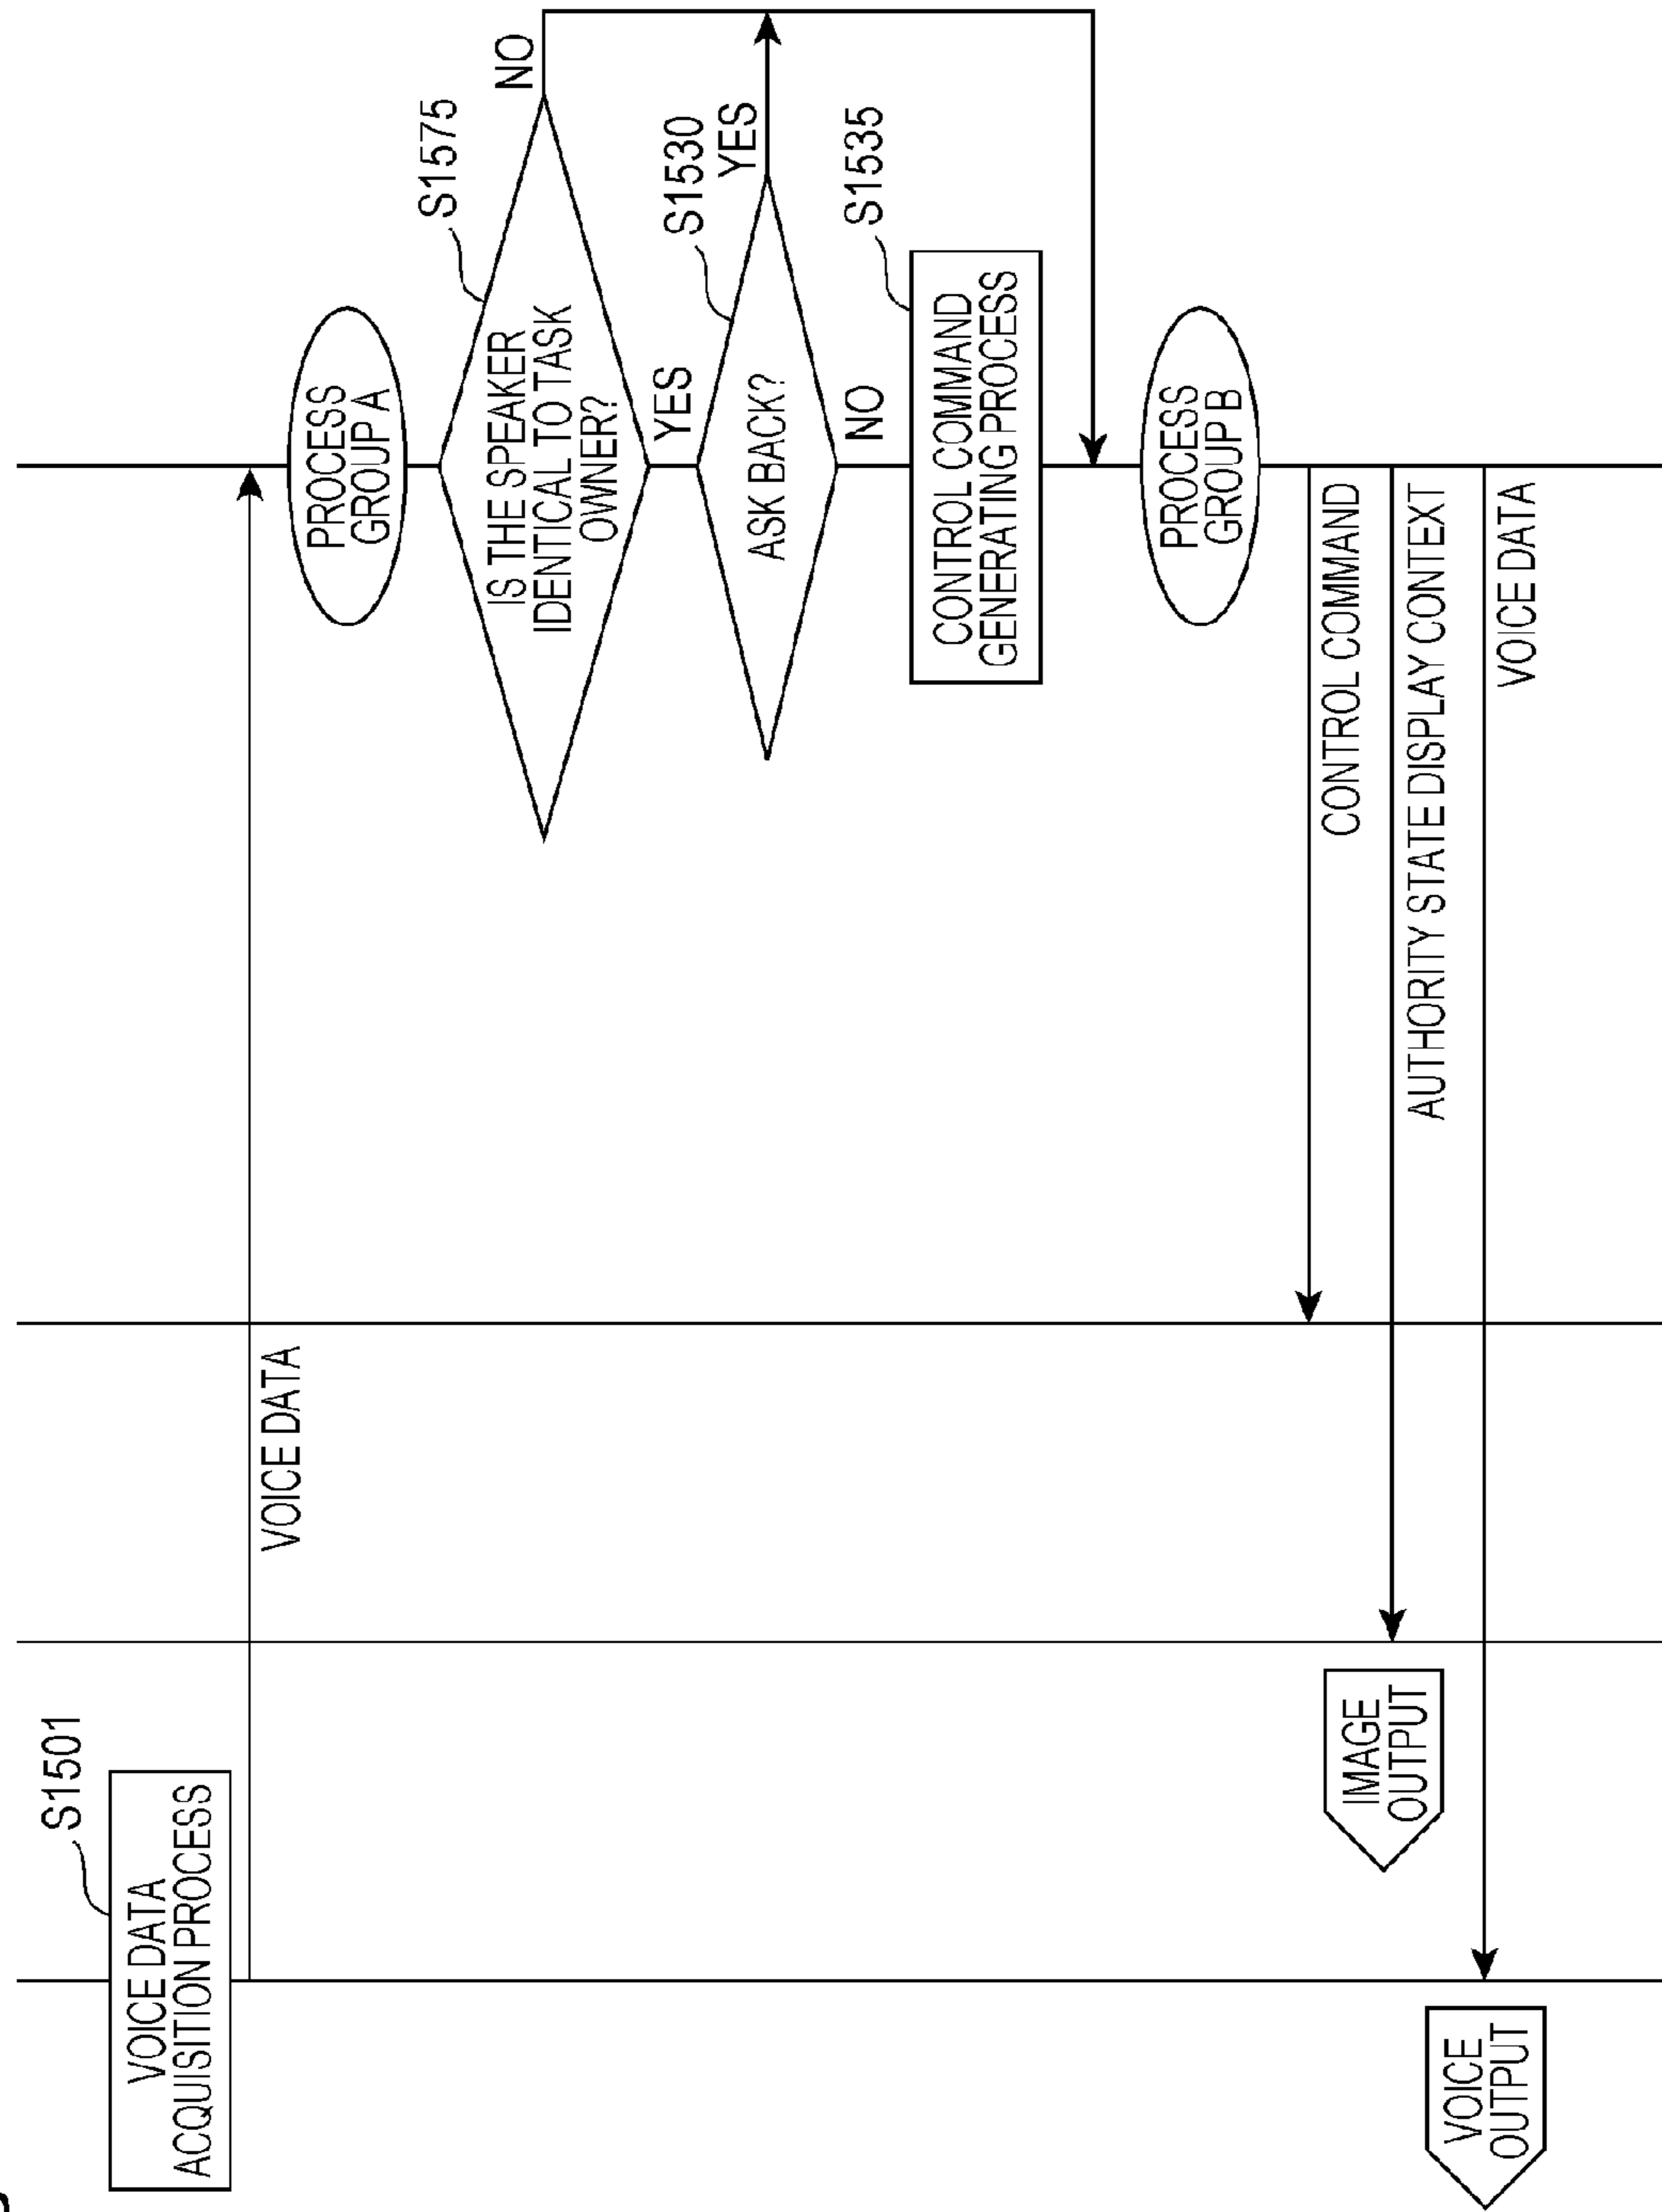 S1501
VOICE DATA
ACQUISITION PROCESS
VOICE DATA
PROCESS
GROUP A
S1575
IS THE SPEAKER
IDENTICAL TO TASK
OWNER?
NO
YES
S1530
ASK BACK?
YES
NO
S1535
CONTROL COMMAND
GENERATING PROCESS
PROCESS
GROUP B
CONTROL COMMAND
IMAGE
OUTPUT
AUTHORITY STATE DISPLAY CONTEXT
VOICE
OUTPUT
VOICE DATA